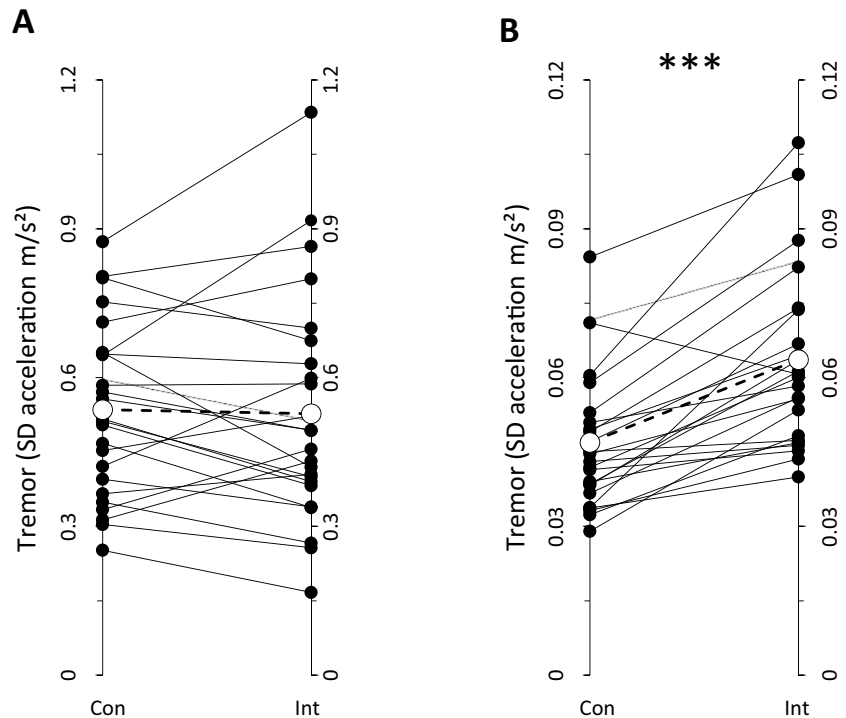 A
B
***
Tremor (SD acceleration m/s²)
0
0.3
0.6
0.9
1.2
0
0.3
0.6
0.9
1.2
Con
Int
Tremor (SD acceleration m/s²)
0
0.03
0.06
0.09
0.12
0
0.03
0.06
0.09
0.12
Con
Int